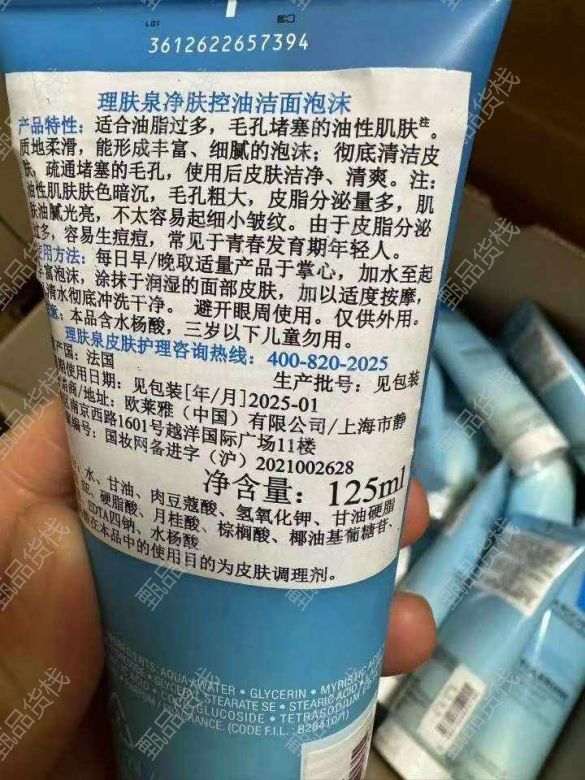 LOT
3612622657394
理肤泉净肤控油洁面泡沫
产品特性：适合油脂过多，毛孔堵塞的油性肌肤注。
质地柔滑，能形成丰富、细腻的泡沫；彻底清洁皮
肤，疏通堵塞的毛孔，使用后皮肤洁净、清爽。注：
油性肌肤肤色暗沉，毛孔粗大，皮脂分泌量多，肌
肤油腻光亮，不太容易起细小皱纹。由于皮脂分泌
过多，容易生痘痘，常见于青春发育期年轻人。
用方法：每日早/晚取适量产品于掌心，加水至起
富泡沫，涂抹于润湿的面部皮肤，加以适度按摩，
清水彻底冲洗干净。 避开眼周使用。仅供外用。
本品含水杨酸，三岁以下儿童勿用。
理肤泉皮肤护理咨询热线：400-820-2025
产国：法国
生产批号：见包装
使用日期：见包装[年/月]2025-01
商/地址：欧莱雅（中国）有限公司/上海市静
南京西路1601号越洋国际广场11楼
编号：国妆网备进字（沪）2021002628
净含量：125ml
水、甘油、肉豆蔻酸、氢氧化钾、甘油硬脂
硬脂酸、月桂酸、棕榈酸、椰油基葡糖苷、
EDTA四钠、水杨酸
在本品中的使用目的为皮肤调理剂。
INGREDIENTS: AQUA / WATER • GLYCERIN • MYRISTIC ACID
GLYCERYL STEARATE SE • STEARIC ACID
GLUCOSIDE • TETRASODIUM
FRAGRANCE. (CODE F.I.L. : B29410/1)
甄品货栈